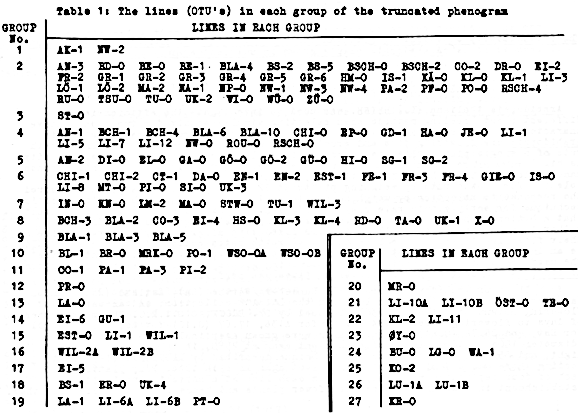 Table 1: The lines (OTU's) in each group of the truncated phenogram
GROUP No. LINES IN EACH GROUP
1 AK-1 NW-2
2 AN-3 BD-0 BE-0 BE-1 BLA-4 BS-2 BS-5 BSCH-0 BSCH-2 CO-2 DR-0 EI-2
FR-2 GR-1 GR-2 GR-3 GR-4 GR-5 GR-6 HM-0 IS-1 KÄ-0 KL-0 KL-1 LI-3
LÖ-1 LÖ-2 MA-2 NA-1 NP-0 NW-1 NW-3 NW-4 PA-2 PF-0 PO-0 RSCH-4
RU-0 TSU-0 TU-0 UK-2 WI-0 WÜ-0 ZÜ-0
3 ST-0
4 AN-1 BCH-1 BCH-4 BLA-6 BLA-10 CHI-0 EP-0 GD-1 HA-0 JE-0 LI-1
LI-5 LI-7 LI-12 NW-0 ROU-0 RSCH-0
5 AN-2 DI-0 EL-0 GA-0 GÖ-0 GÖ-2 GÜ-0 HI-0 SG-1 SG-2
6 CHI-1 CHI-2 CT-1 DA-0 EN-1 EN-2 EST-1 FE-1 FR-3 FR-4 GIE-0 IS-0
LI-8 MT-0 PI-0 SI-0 UK-3
7 IN-0 KN-0 LM-2 MA-0 STW-0 TU-1 WIL-3
8 BCH-3 BLA-2 CO-3 EI-4 HS-0 KL-3 KL-4 RD-0 TA-0 UK-1 X-0
9 BLA-1 BLA-3 BLA-5
10 BL-1 BR-0 MRK-0 PO-1 WSO-0A WSO-0B
11 CO-1 PA-1 PA-3 PI-2
12 PR-0
13 LA-0
14 EI-6 GU-1
15 EST-0 LI-1 WIL-1
16 WIL-2A WIL-2B
17 EI-5
18 BS-1 ER-0 UK-4
19 LA-1 LI-6A LI-6B PT-0
GROUP No. LINES IN EACH GROUP
20 MR-0
21 LI-10A LI-10B ÖST-0 TE-0
22 KL-2 LI-11
23 ØY-0
24 BU-0 LG-0 WA-1
25 KO-2
26 LU-1A LU-1B
27 KR-0